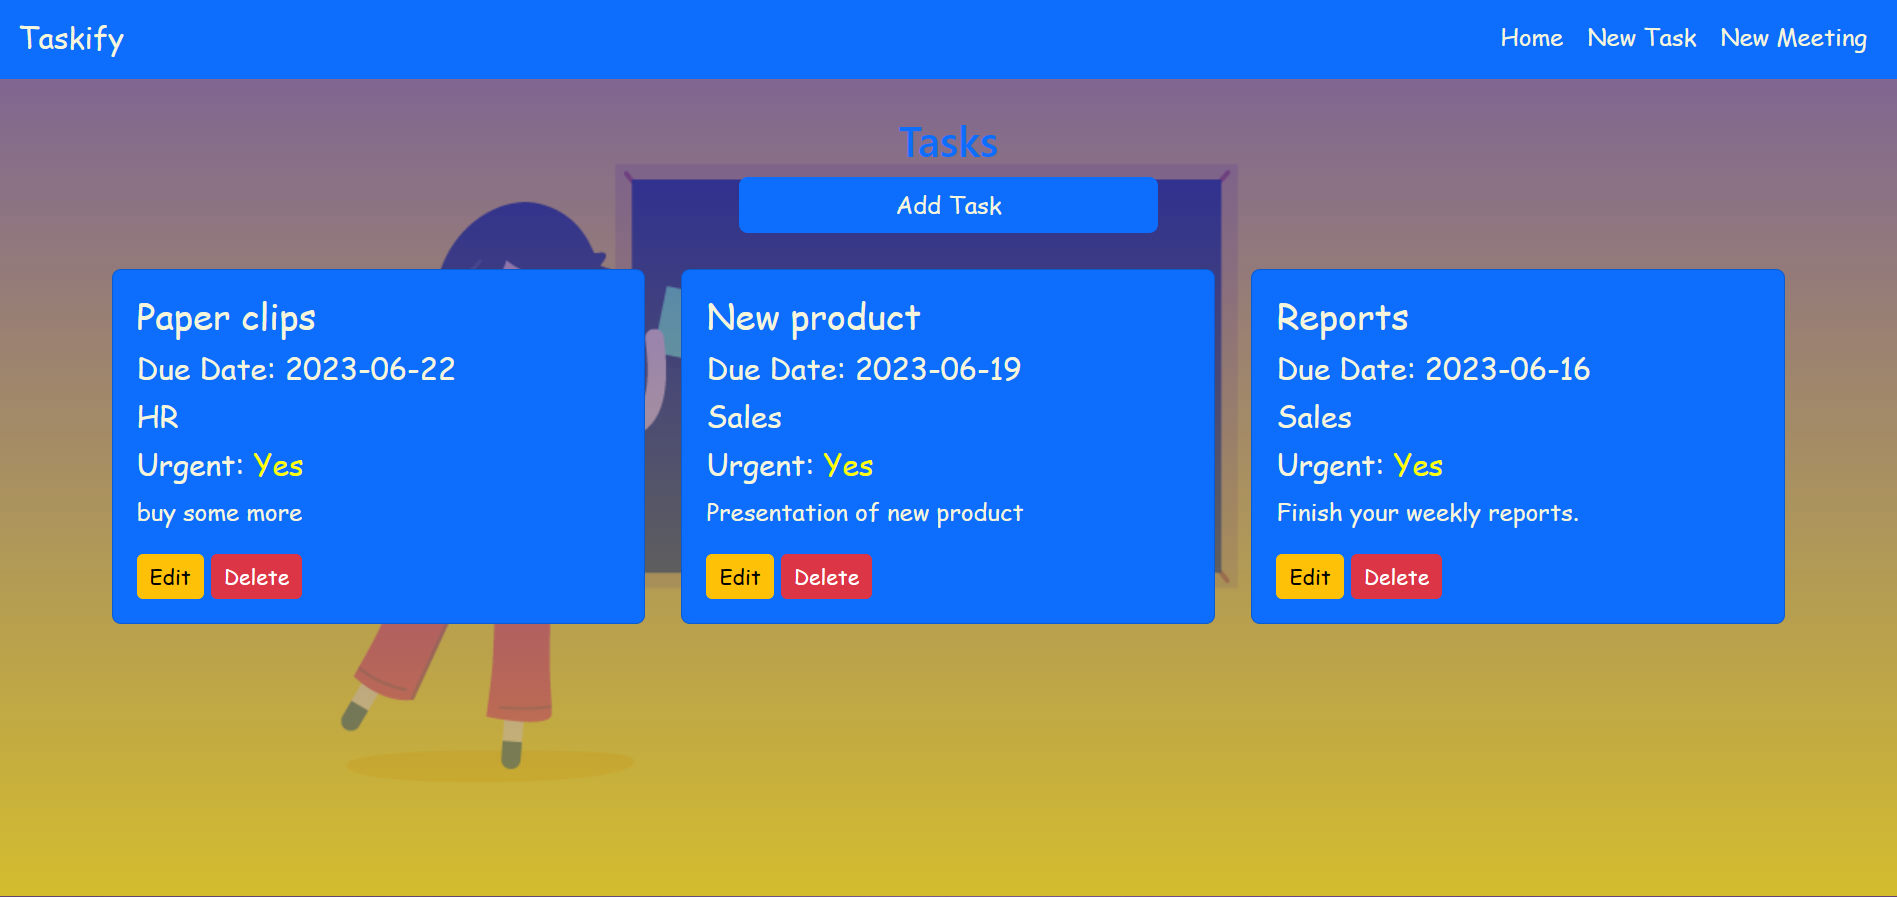 Taskify
Home New Task New Meeting
Tasks
Add Task
Paper clips
Due Date: 2023-06-22
HR
Urgent: Yes
buy some more
Edit Delete
New product
Due Date: 2023-06-19
Sales
Urgent: Yes
Presentation of new product
Edit Delete
Reports
Due Date: 2023-06-16
Sales
Urgent: Yes
Finish your weekly reports.
Edit Delete